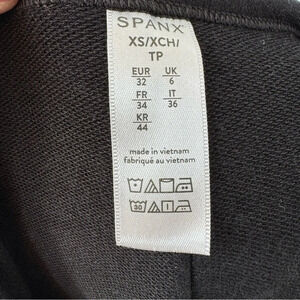 SPANX
XS/XCH/
TP
EUR UK
32 6
FR IT
34 36
KR
44
made in vietnam
fabriqué au vietnam
30